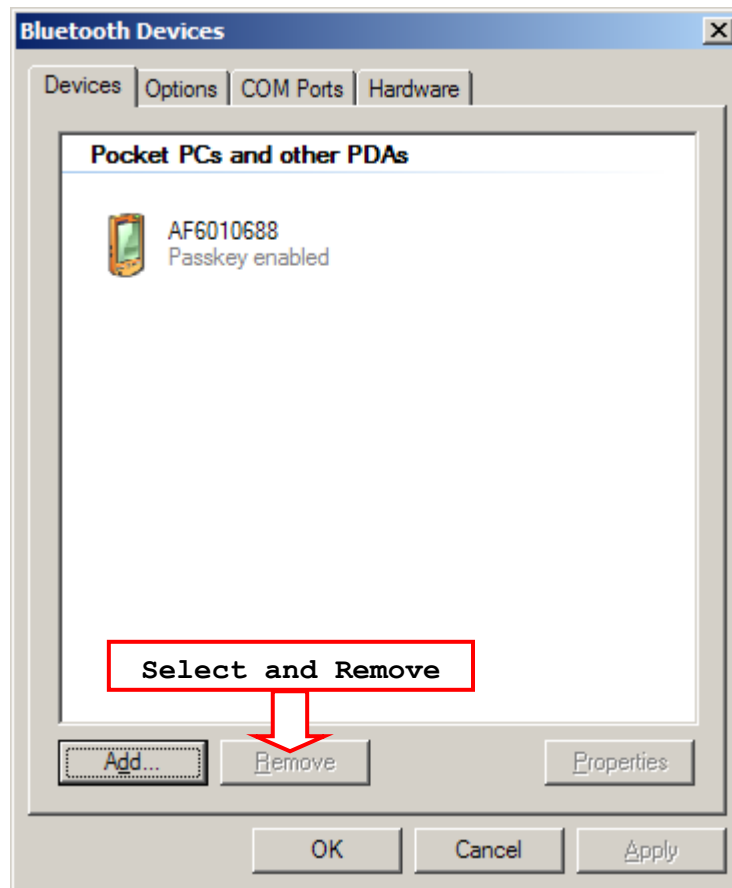 Bluetooth Devices
Devices Options COM Ports Hardware
Pocket PCs and other PDAs
AF6010688
Passkey enabled
Select and Remove
Add... Remove Properties
OK Cancel Apply